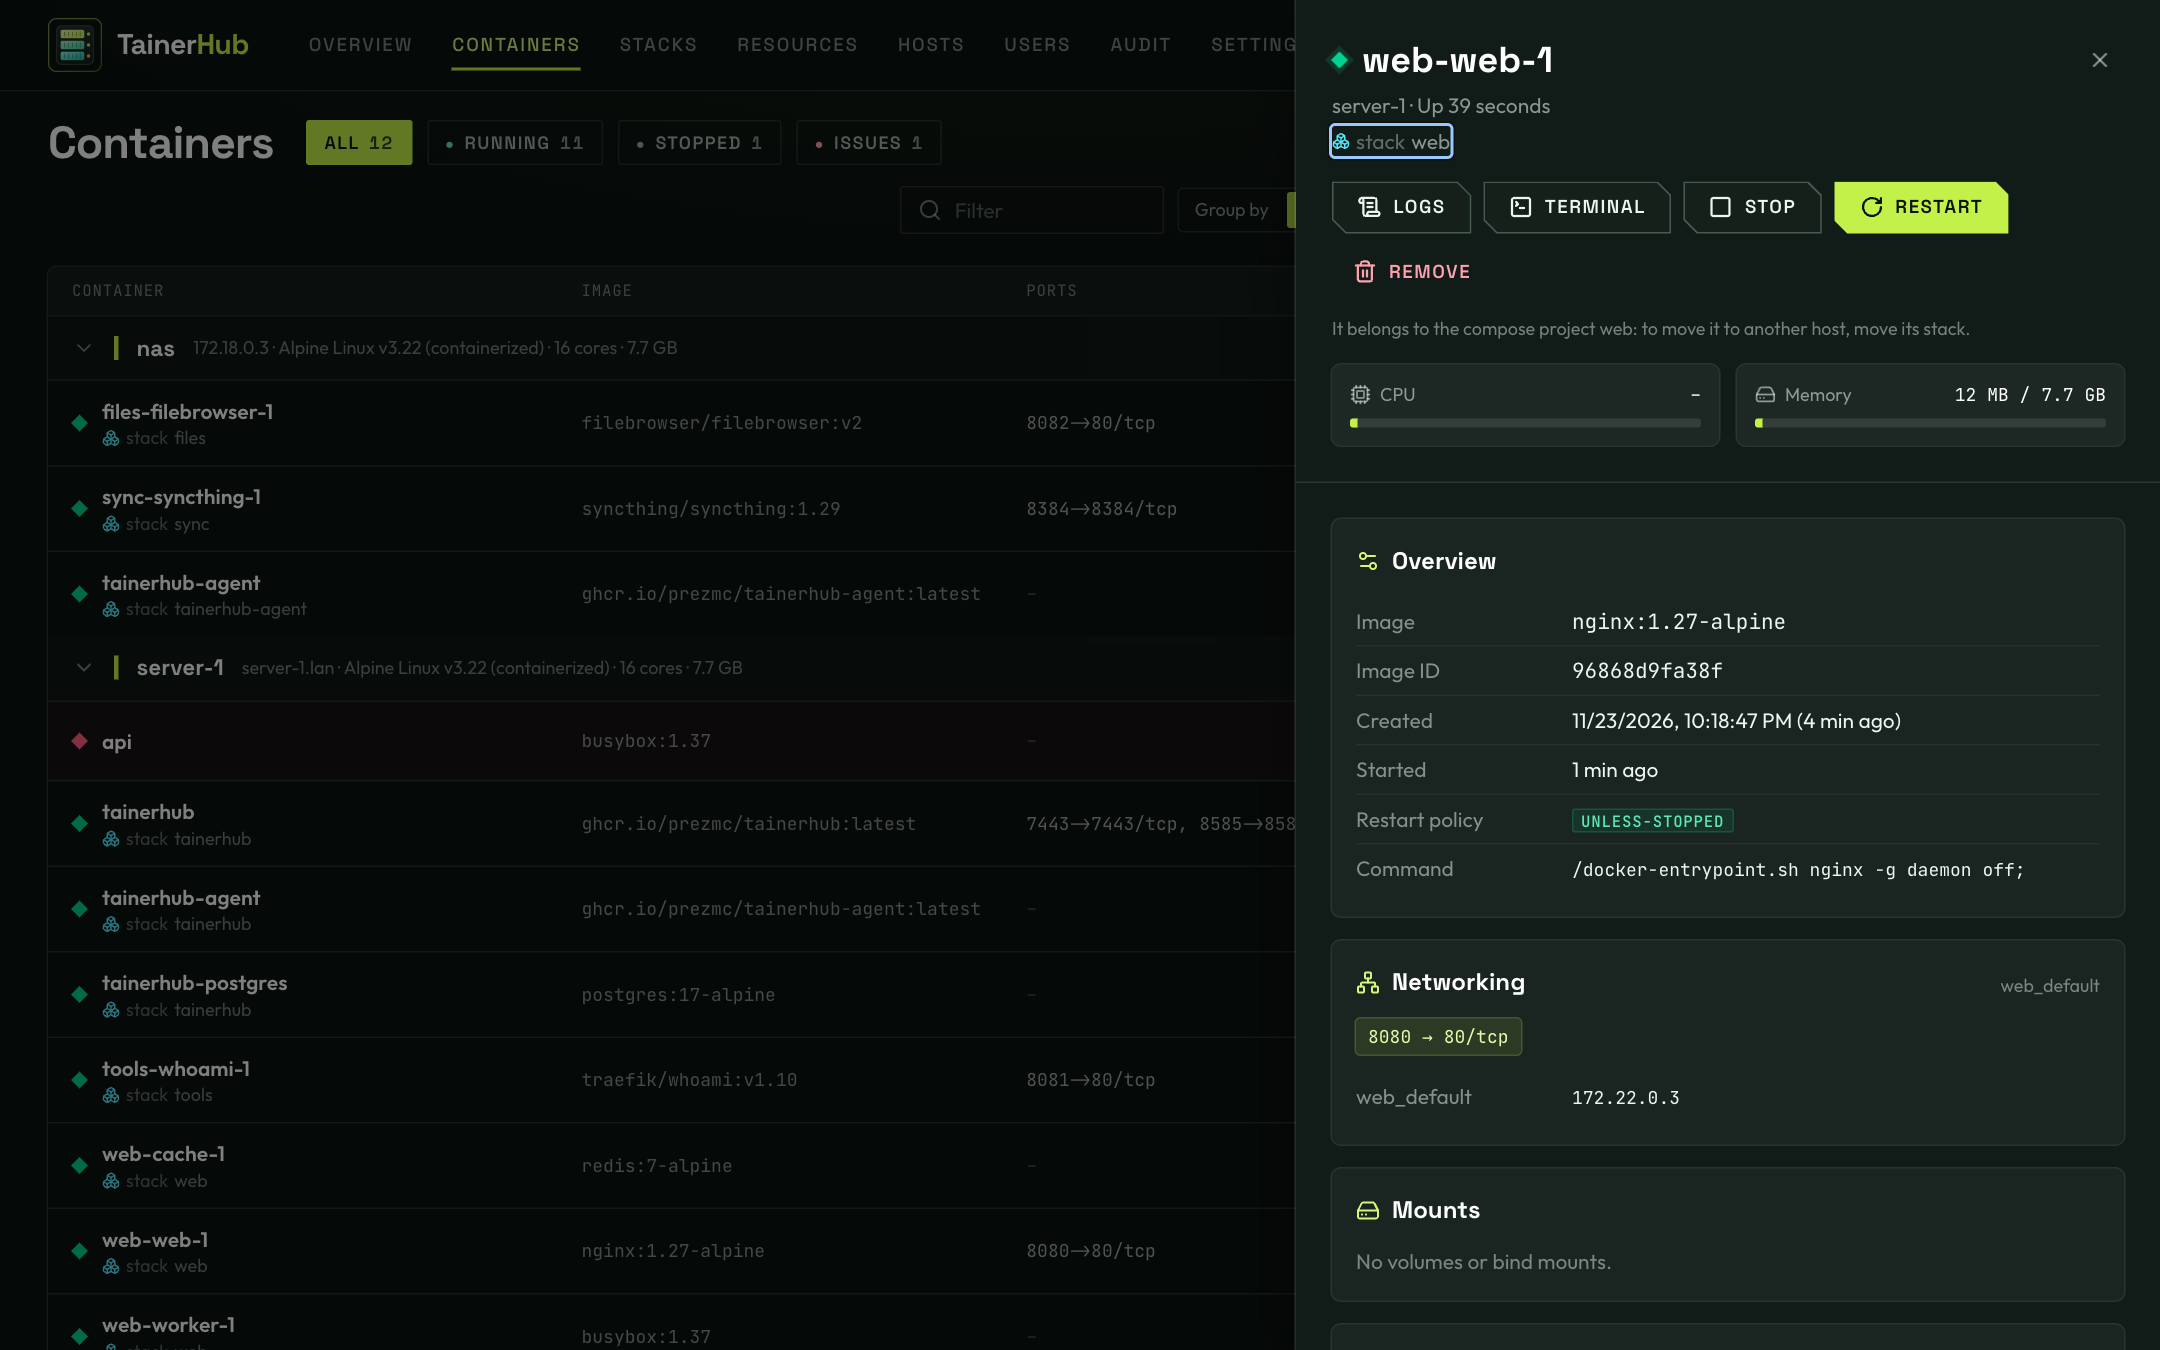 TainerHub
OVERVIEW
CONTAINERS
STACKS
RESOURCES
HOSTS
USERS
AUDIT
SETTING
Containers
ALL 12
RUNNING 11
STOPPED 1
ISSUES 1
Filter
Group by
CONTAINER IMAGE PORTS
nas 172.18.0.3 · Alpine Linux v3.22 (containerized) · 16 cores · 7.7 GB
files-filebrowser-1 filebrowser/filebrowser:v2 8082→80/tcp
stack files
sync-syncthing-1 syncthing/syncthing:1.29 8384→8384/tcp
stack sync
tainerhub-agent ghcr.io/prezmc/tainerhub-agent:latest –
stack tainerhub-agent
server-1 server-1.lan · Alpine Linux v3.22 (containerized) · 16 cores · 7.7 GB
api busybox:1.37 –
tainerhub ghcr.io/prezmc/tainerhub:latest 7443→7443/tcp, 8585→858
stack tainerhub
tainerhub-agent ghcr.io/prezmc/tainerhub-agent:latest –
stack tainerhub
tainerhub-postgres postgres:17-alpine –
stack tainerhub
tools-whoami-1 traefik/whoami:v1.10 8081→80/tcp
stack tools
web-cache-1 redis:7-alpine –
stack web
web-web-1 nginx:1.27-alpine 8080→80/tcp
stack web
web-worker-1 busybox:1.37 –
web-web-1
server-1 · Up 39 seconds
stack web
LOGS
TERMINAL
STOP
RESTART
REMOVE
It belongs to the compose project web: to move it to another host, move its stack.
CPU –
Memory 12 MB / 7.7 GB
Overview
Image nginx:1.27-alpine
Image ID 96868d9fa38f
Created 11/23/2026, 10:18:47 PM (4 min ago)
Started 1 min ago
Restart policy UNLESS-STOPPED
Command /docker-entrypoint.sh nginx -g daemon off;
Networking web_default
8080 → 80/tcp
web_default 172.22.0.3
Mounts
No volumes or bind mounts.